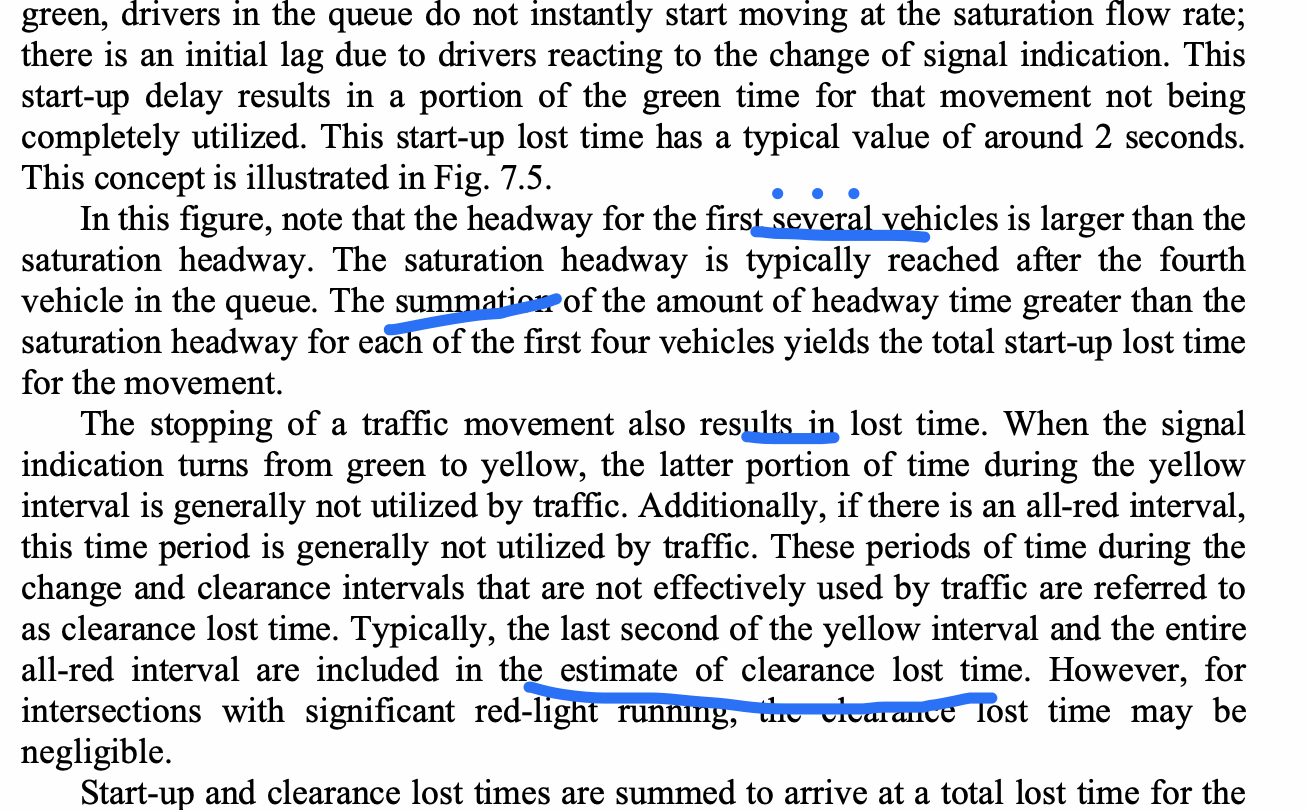 green, drivers in the queue do not instantly start moving at the saturation flow rate;
there is an initial lag due to drivers reacting to the change of signal indication. This
start-up delay results in a portion of the green time for that movement not being
completely utilized. This start-up lost time has a typical value of around 2 seconds.
This concept is illustrated in Fig. 7.5.
In this figure, note that the headway for the first several vehicles is larger than the
saturation headway. The saturation headway is typically reached after the fourth
vehicle in the queue. The summation of the amount of headway time greater than the
saturation headway for each of the first four vehicles yields the total start-up lost time
for the movement.
The stopping of a traffic movement also results in lost time. When the signal
indication turns from green to yellow, the latter portion of time during the yellow
interval is generally not utilized by traffic. Additionally, if there is an all-red interval,
this time period is generally not utilized by traffic. These periods of time during the
change and clearance intervals that are not effectively used by traffic are referred to
as clearance lost time. Typically, the last second of the yellow interval and the entire
all-red interval are included in the estimate of clearance lost time. However, for
intersections with significant red-light running, the clearance lost time may be
negligible.
Start-up and clearance lost times are summed to arrive at a total lost time for the